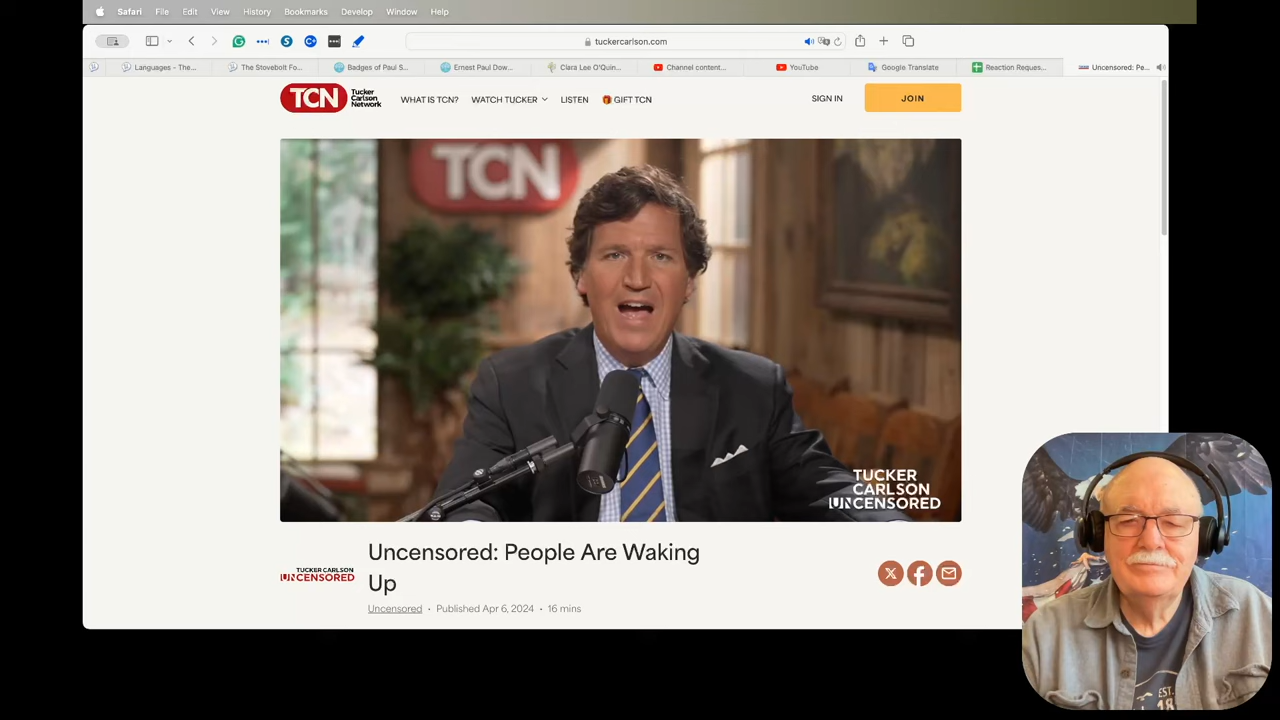 Safari File Edit View History Bookmarks Develop Window Help
tuckercarlson.com
Languages – The...
The Stovebolt Fo...
Badges of Paul S...
Ernest Paul Dow...
Clara Lee O'Quin...
Channel content...
YouTube
Google Translate
Reaction Reques...
Uncensored: Pe...
TCN
Tucker
Carlson
Network
WHAT IS TCN?
WATCH TUCKER
LISTEN
GIFT TCN
SIGN IN
JOIN
TCN
TUCKER
CARLSON
UNCENSORED
TUCKER CARLSON
UNCENSORED
Uncensored: People Are Waking
Up
Uncensored · Published Apr 6, 2024 · 16 mins
EST.
18